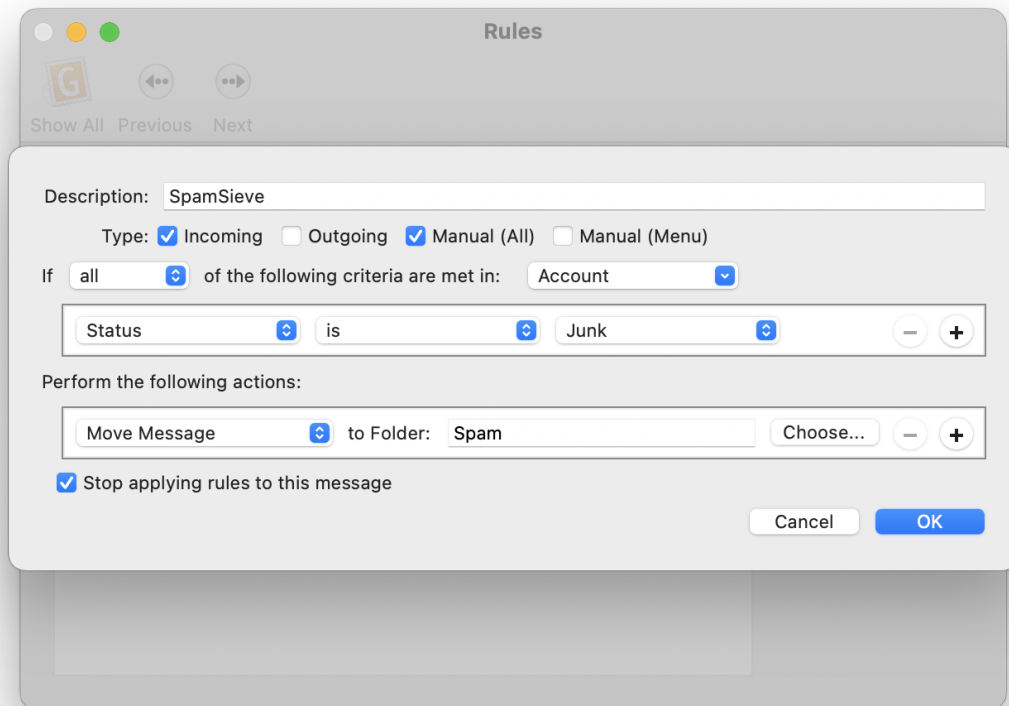 Rules
G
Show All Previous Next
Description: SpamSieve
Type: Incoming Outgoing Manual (All) Manual (Menu)
If all of the following criteria are met in: Account
Status is Junk
Perform the following actions:
Move Message to Folder: Spam Choose...
Stop applying rules to this message
Cancel OK